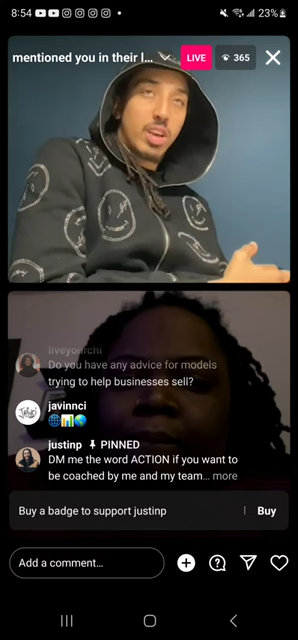 8:54
23%
mentioned you in their l...
LIVE
365
liveyourchi
Do you have any advice for models
trying to help businesses sell?
javinnci
🌐📊🌎
justinp PINNED
DM me the word ACTION if you want to
be coached by me and my team... more
Buy a badge to support justinp
Buy
Add a comment...